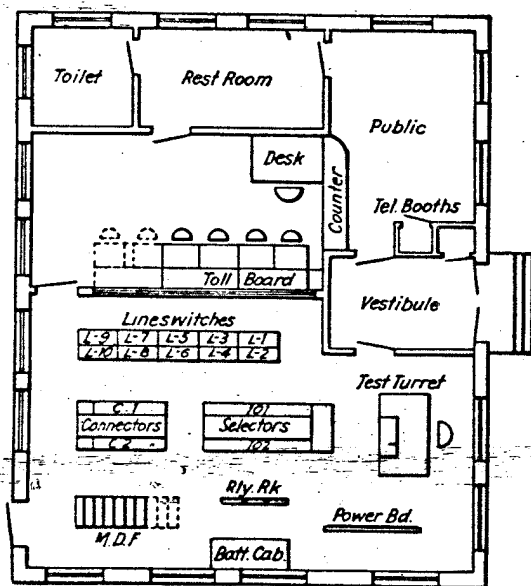 Toilet
Rest Room
Public
Desk
Counter
Tel. Booths
Toll Board
Vestibule
Lineswitches
L-9 L-7 L-5 L-3 L-1
L-10 L-8 L-6 L-4 L-2
Test Turret
C-1
Connectors
C-2
101
Selectors
102
Rly. Rk
M.D.F
Power Bd.
Batt. Cab.